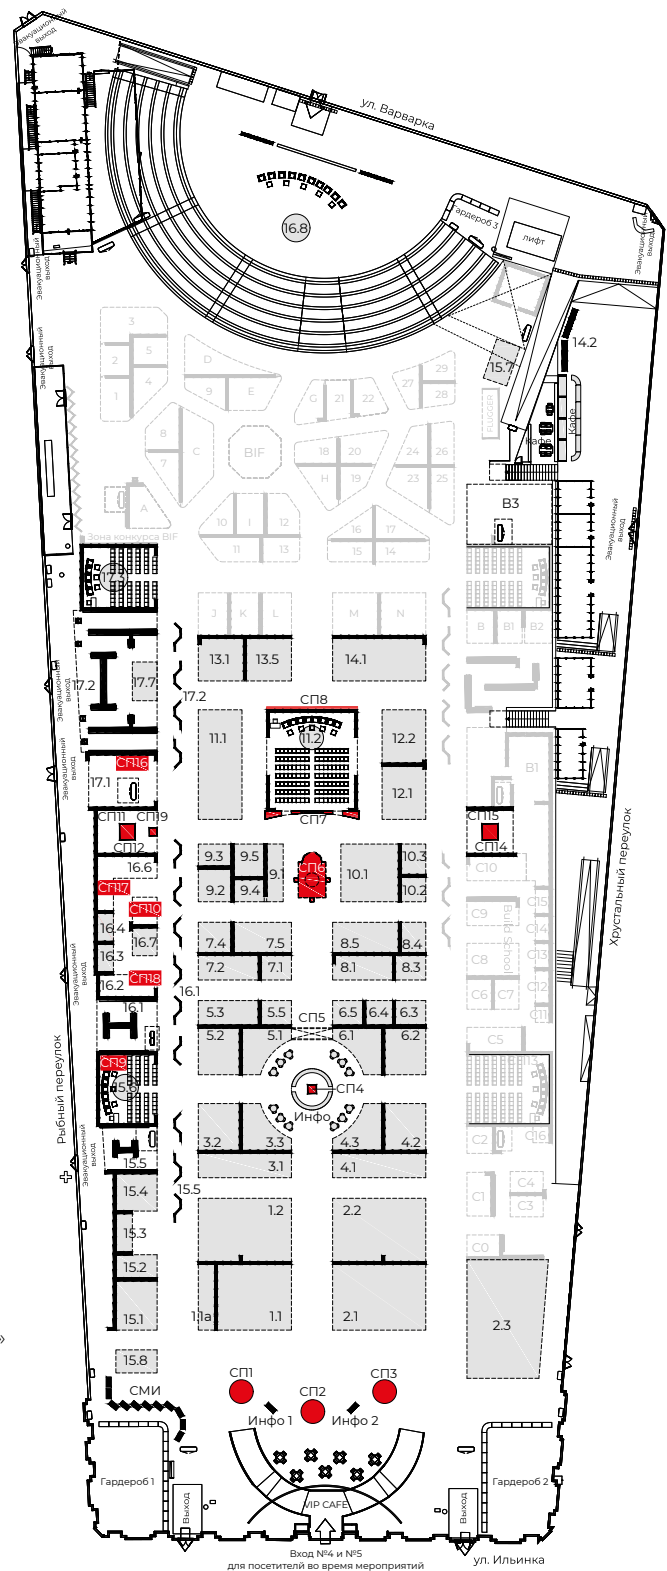 Эвакуационный
выход
ул. Варварка
16.8
Гардероб 3
лифт
Эвакуационный
выход
Эвакуационный
выход
3
2
S
4
1
D
9
E
G
21
22
27
29
28
14.2
15.7
Эвакуационный
выход
FLUGGER
Кафе
Кафе
8
7
C
BIF
18
20
H
19
24
26
23
25
A
10
I
12
11
13
16
17
15
14
B3
Эвакуационный
выход
Зона конкурса BIF
17.3
J
K
L
M
N
B
B1
B2
13.1
13.5
14.1
17.2
17.7
17.2
Эвакуационный
выход
СП8
11.1
11.2
12.2
12.1
СП7
СП16
17.1
B1
Эвакуационный
выход
СП11
СП19
СП12
СП15
СП14
16.6
9.3
9.5
9.1
9.2
9.4
СП6
10.1
10.3
10.2
C10
СП17
СП10
16.4
16.7
16.3
16.2
СП18
16.1
16.1
7.4
7.5
7.2
7.1
8.5
8.4
8.1
8.3
C9
C8
C6
C7
Build School
C15
C14
C13
C12
C11
Хрустальный переулок
Эвакуационный
выход
5.3
5.5
5.2
5.1
СП5
6.5
6.4
6.3
6.1
6.2
C5
СП9
15.6
СП4
Инфо
Рыбный переулок
3.2
3.3
3.1
4.3
4.2
4.1
C2
C16
Эвакуационный
выход
15.5
15.5
15.4
15.3
15.2
15.1
15.8
1.2
2.2
1.1a
1.1
2.1
C1
C4
C3
C0
2.3
»
СМИ
СП1
СП2
СП3
Инфо 1
Инфо 2
Гардероб 1
Гардероб 2
VIP CAFE
Выход
Выход
Вход №4 и №5
для посетителй во время мероприятий
ул. Ильинка